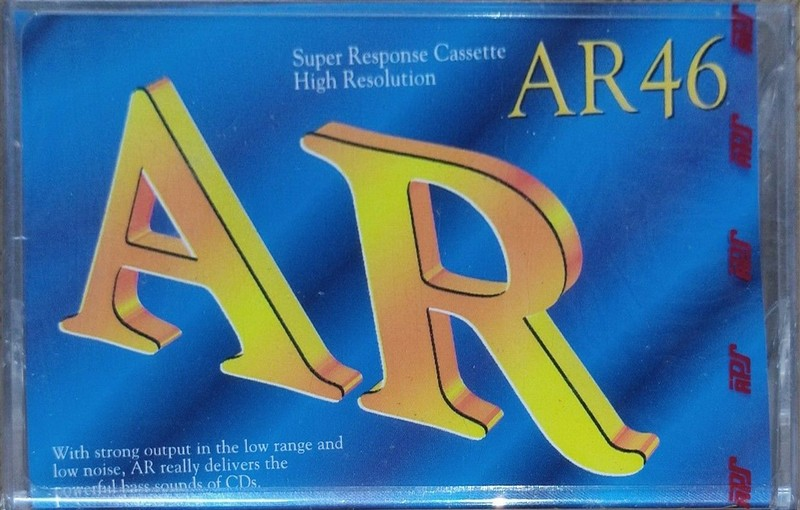 Super Response Cassette
High Resolution
AR46
AR
With strong output in the low range and
low noise, AR really delivers the
powerful bass sounds of CDs.